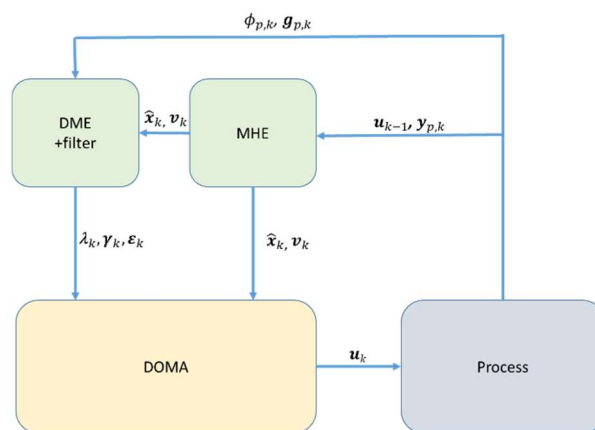 ϕ_{p,k}, g_{p,k}
DME
+filter
x̂_k, v_k
MHE
u_{k−1}, y_{p,k}
λ_k, γ_k, ε_k
x̂_k, v_k
DOMA
u_k
Process